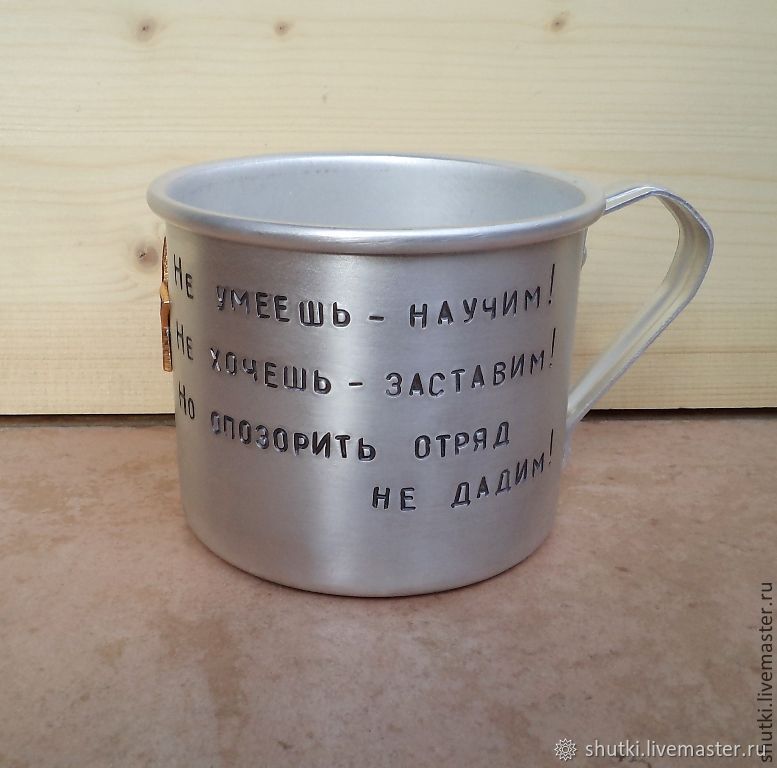 Не умеешь - научим!
Не хочешь - заставим!
Но опозорить отряд
не дадим!
shutki.livemaster.ru
shutki.livemaster.ru